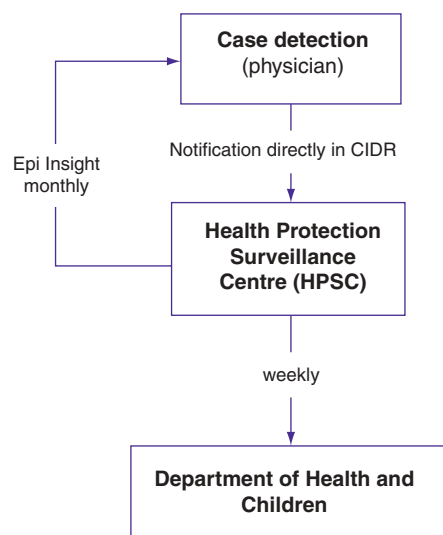 Case detection
(physician)
Notification directly in CIDR
Epi Insight
monthly
Health Protection
Surveillance
Centre (HPSC)
weekly
Department of Health and
Children